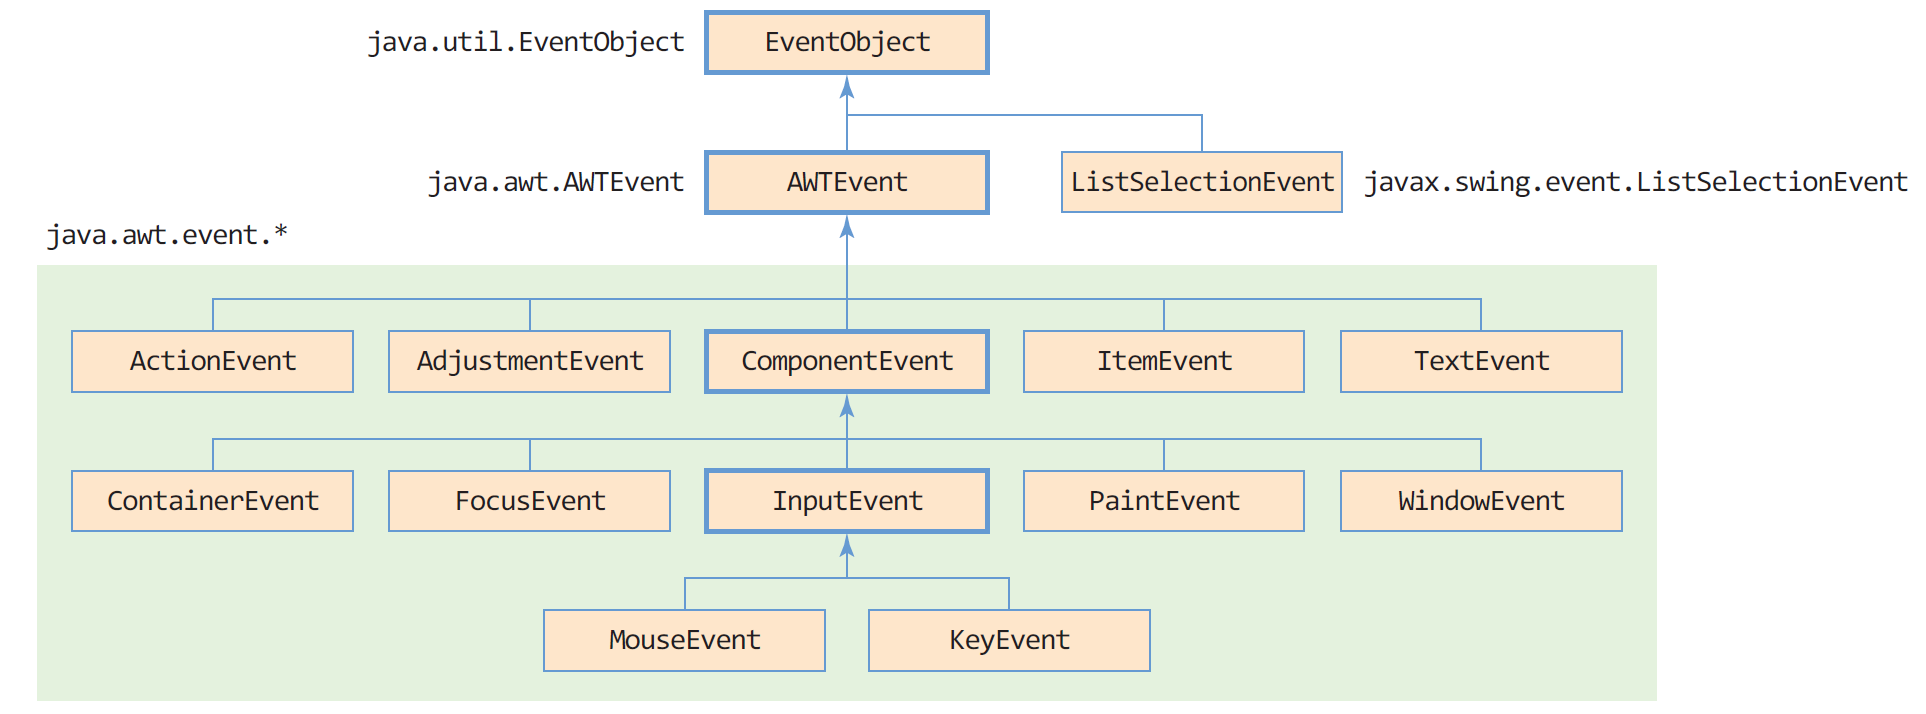 java.util.EventObject
EventObject
java.awt.AWTEvent
AWTEvent
ListSelectionEvent
javax.swing.event.ListSelectionEvent
java.awt.event.*
ActionEvent
AdjustmentEvent
ComponentEvent
ItemEvent
TextEvent
ContainerEvent
FocusEvent
InputEvent
PaintEvent
WindowEvent
MouseEvent
KeyEvent